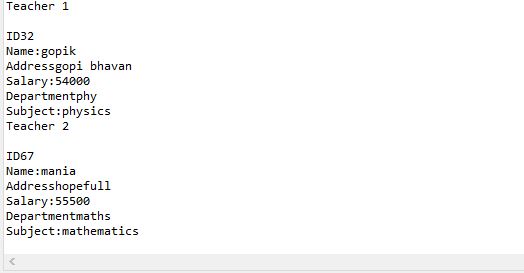 Teacher 1
ID32
Name:gopik
Addressgopi bhavan
Salary:54000
Departmentphy
Subject:physics
Teacher 2
ID67
Name:mania
Addresshopefull
Salary:55500
Departmentmaths
Subject:mathematics